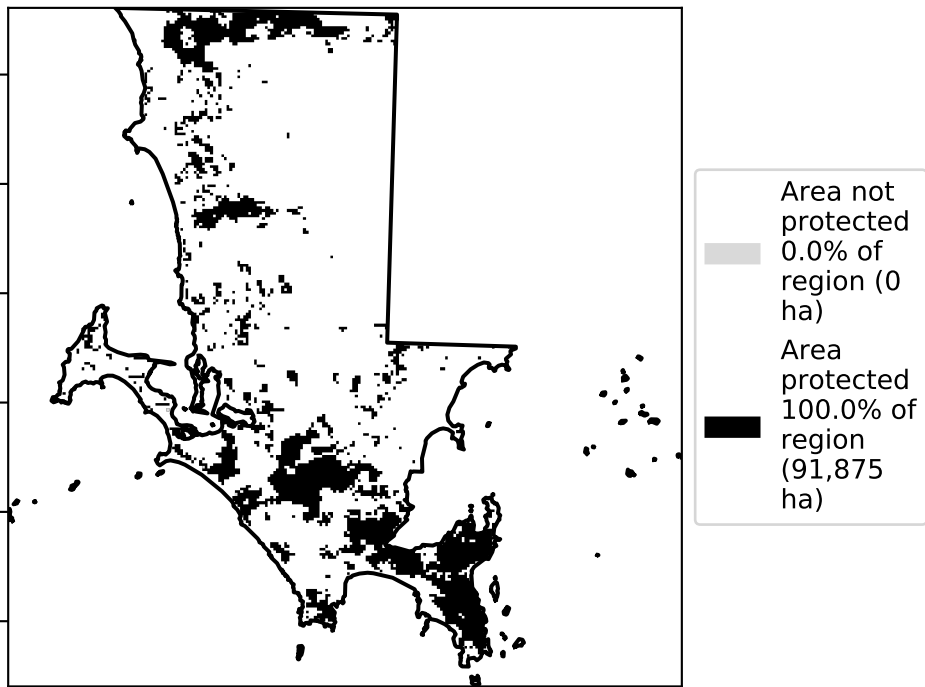 Area not
protected
0.0% of
region (0
ha)
Area
protected
100.0% of
region
(91,875
ha)